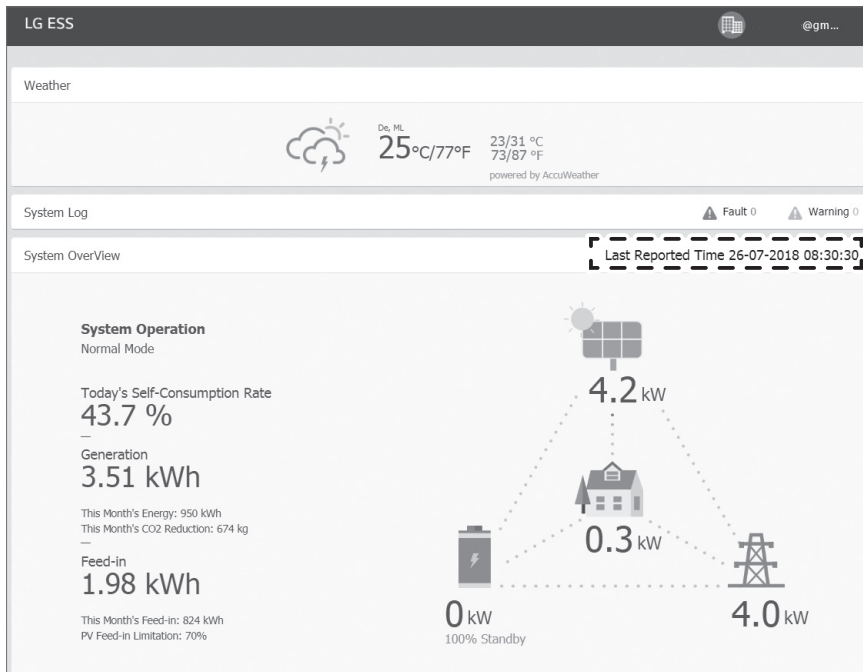 LG ESS
@gm...
Weather
De, ML
25°C/77°F
23/31 °C
73/87 °F
powered by AccuWeather
System Log
Fault 0
Warning 0
System OverView
Last Reported Time 26-07-2018 08:30:30
System Operation
Normal Mode
Today's Self-Consumption Rate
43.7 %
Generation
3.51 kWh
This Month's Energy: 950 kWh
This Month's CO2 Reduction: 674 kg
Feed-in
1.98 kWh
This Month's Feed-in: 824 kWh
PV Feed-in Limitation: 70%
4.2 kW
0.3 kW
0 kW
100% Standby
4.0 kW